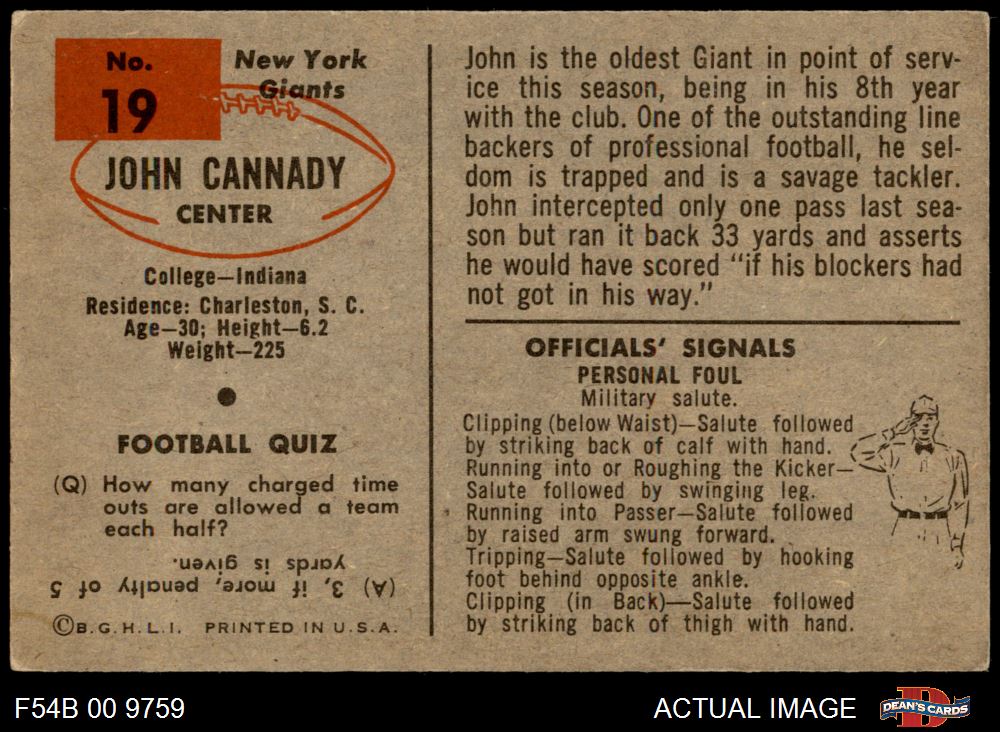 No.
19
New York
Giants
JOHN CANNADY
CENTER
College—Indiana
Residence: Charleston, S. C.
Age—30; Height—6.2
Weight—225
FOOTBALL QUIZ
(Q) How many charged time
outs are allowed a team
each half?
(A) 3, if more, penalty of 5
yards is given.
©B.G.H.L.I. PRINTED IN U.S.A.
John is the oldest Giant in point of serv-
ice this season, being in his 8th year
with the club. One of the outstanding line
backers of professional football, he sel-
dom is trapped and is a savage tackler.
John intercepted only one pass last sea-
son but ran it back 33 yards and asserts
he would have scored "if his blockers had
not got in his way."
OFFICIALS' SIGNALS
PERSONAL FOUL
Military salute.
Clipping (below Waist)—Salute followed
by striking back of calf with hand.
Running into or Roughing the Kicker—
Salute followed by swinging leg.
Running into Passer—Salute followed
by raised arm swung forward.
Tripping—Salute followed by hooking
foot behind opposite ankle.
Clipping (in Back)—Salute followed
by striking back of thigh with hand.
F54B 00 9759
ACTUAL IMAGE
D
DEAN'S CARDS